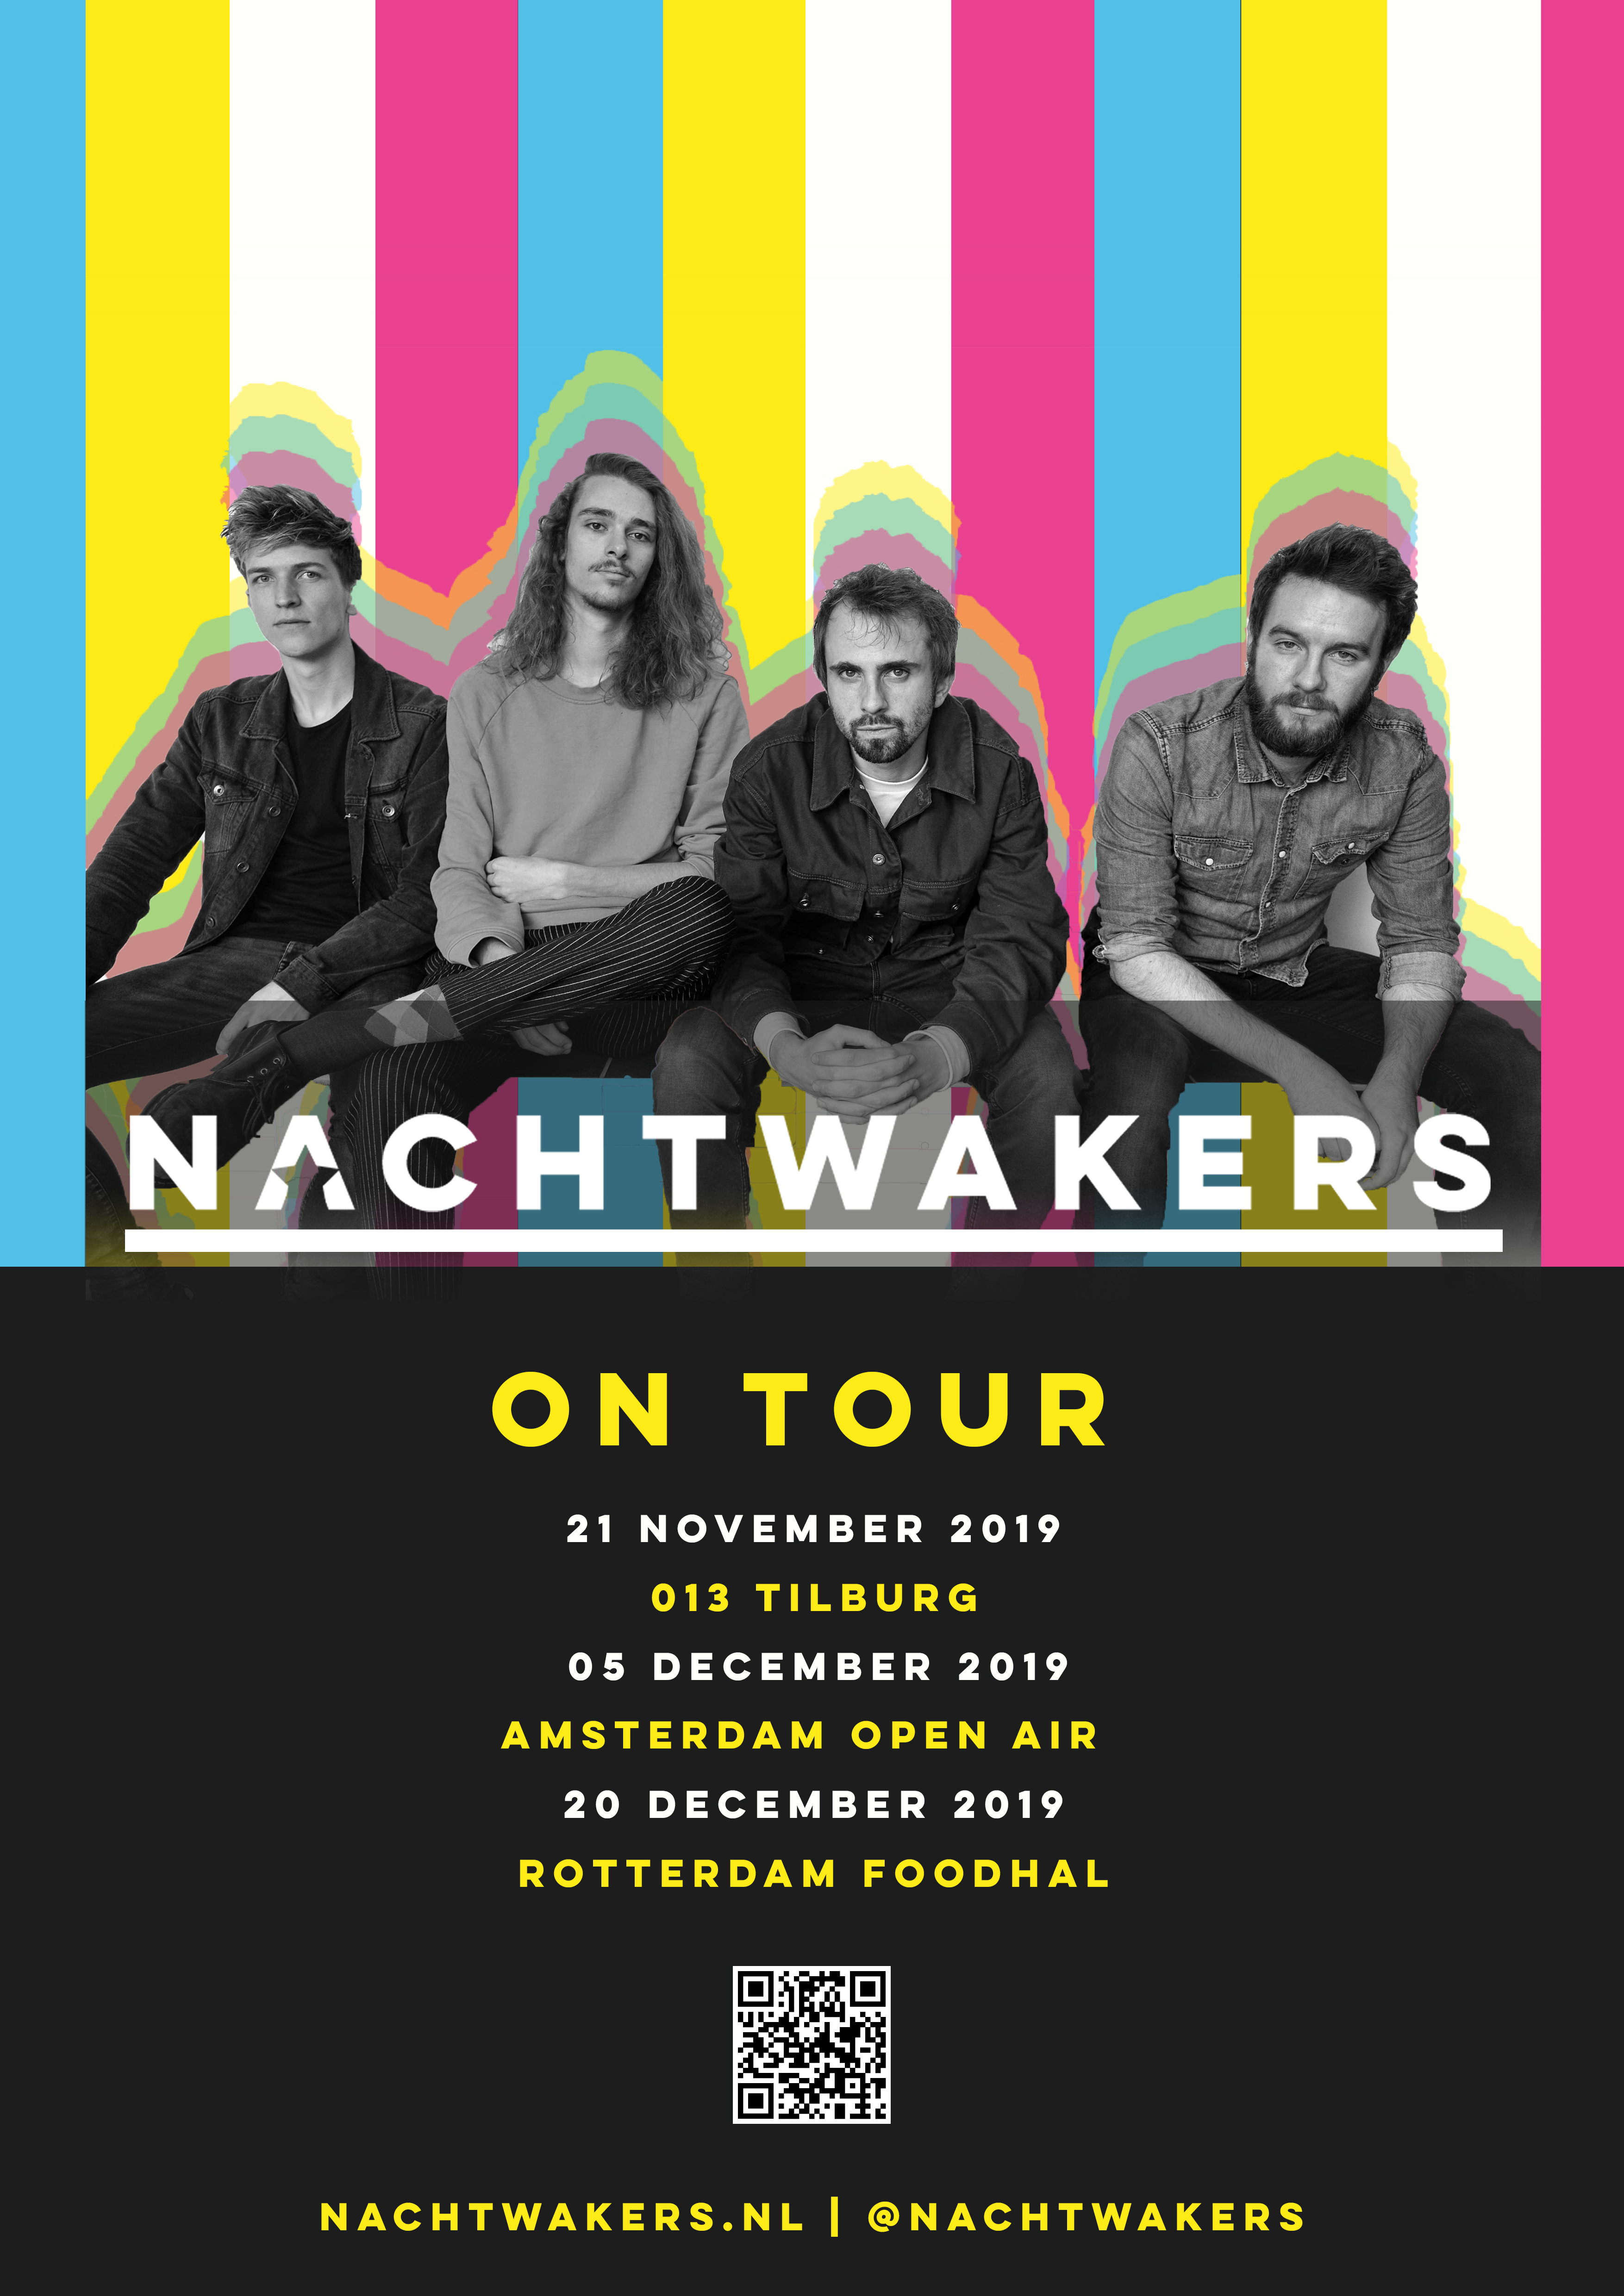 NACHTWAKERS
ON TOUR
21 NOVEMBER 2019
013 TILBURG
05 DECEMBER 2019
AMSTERDAM OPEN AIR
20 DECEMBER 2019
ROTTERDAM FOODHAL
NACHTWAKERS.NL | @NACHTWAKERS